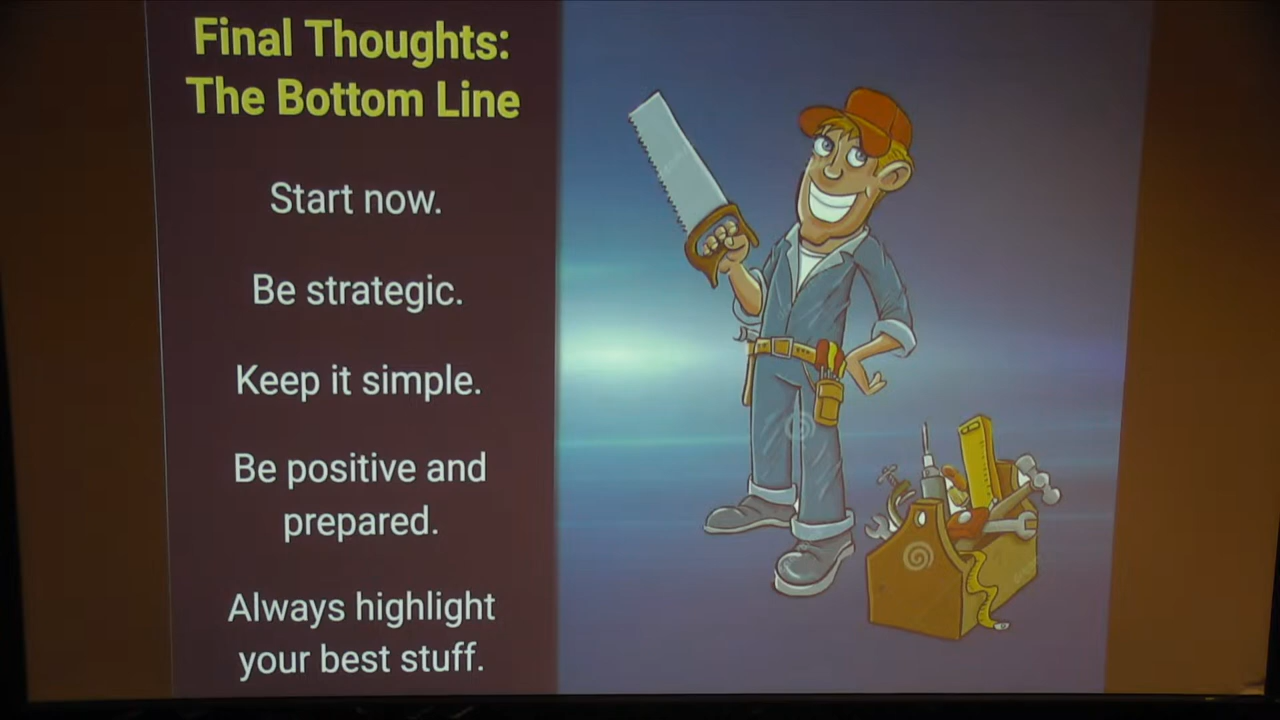 Final Thoughts:
The Bottom Line
Start now.
Be strategic.
Keep it simple.
Be positive and
prepared.
Always highlight
your best stuff.